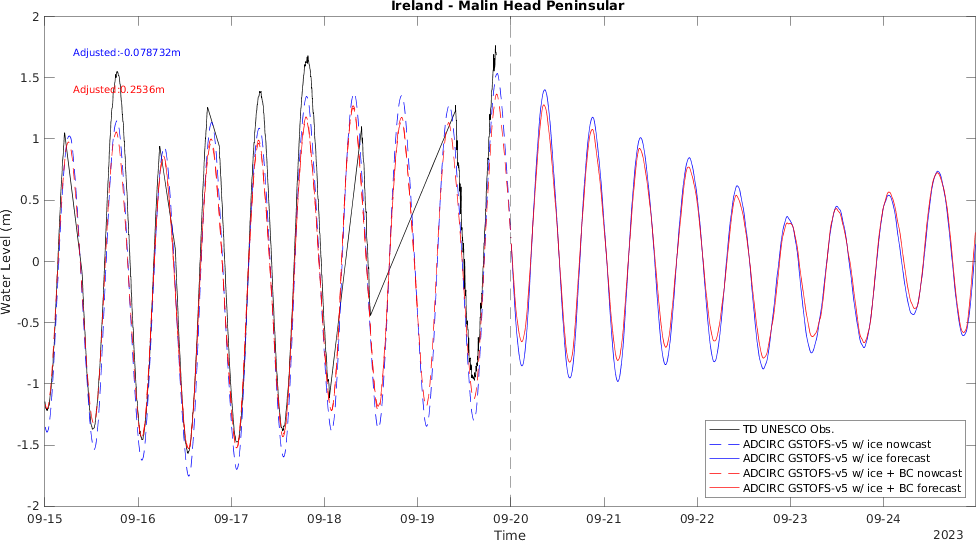 Ireland - Malin Head Peninsular
2
1.5
1
0.5
0
-0.5
-1
-1.5
-2
Water Level (m)
Adjusted:-0.078732m
Adjusted:0.2536m
TD UNESCO Obs.
ADCIRC GSTOFS-v5 w/ ice nowcast
ADCIRC GSTOFS-v5 w/ ice forecast
ADCIRC GSTOFS-v5 w/ ice + BC nowcast
ADCIRC GSTOFS-v5 w/ ice + BC forecast
09-15 09-16 09-17 09-18 09-19 09-20 09-21 09-22 09-23 09-24
Time
2023